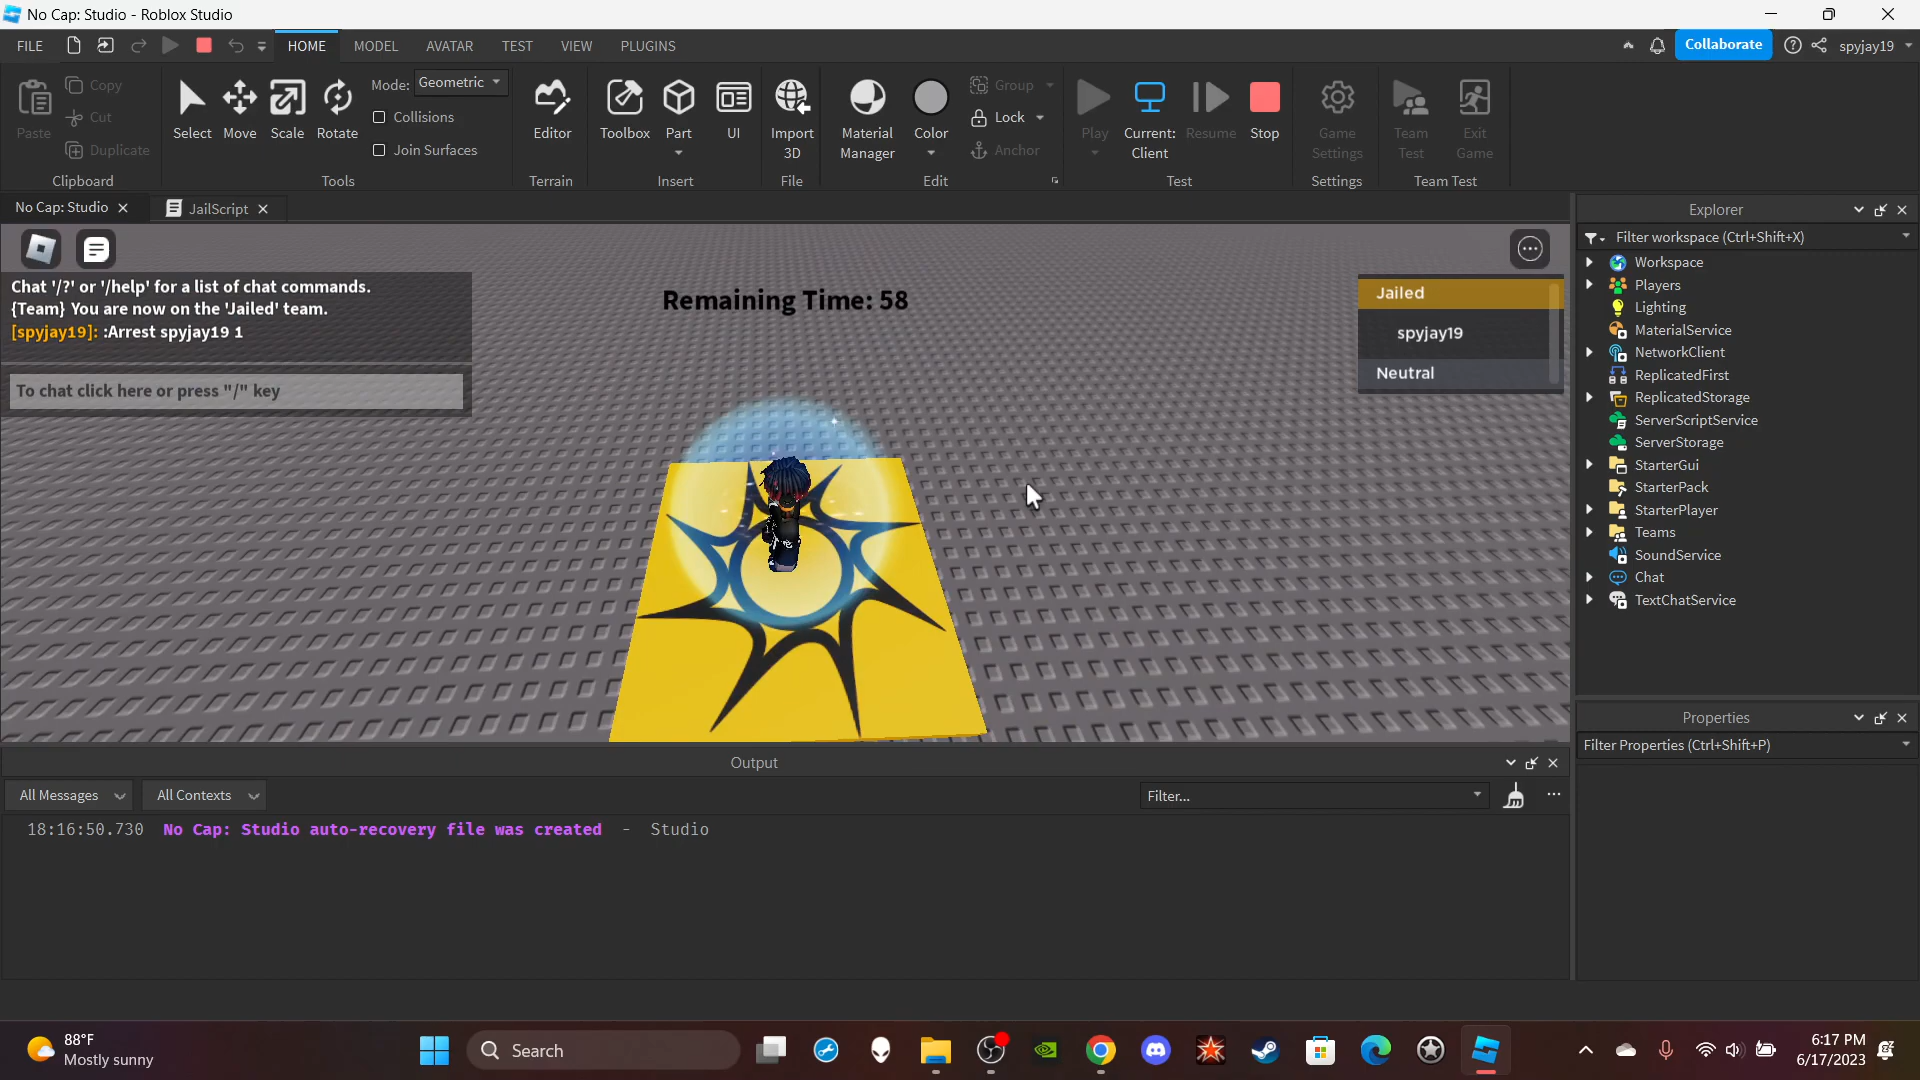 No Cap: Studio - Roblox Studio
FILE HOME MODEL AVATAR TEST VIEW PLUGINS Collaborate spyjay19
Paste Copy Cut Duplicate
Clipboard
Select Move Scale Rotate
Mode: Geometric
Collisions
Join Surfaces
Tools
Editor
Terrain
Toolbox Part UI
Insert
Import 3D
File
Material Manager Color
Group
Lock
Anchor
Edit
Play Current: Client Resume Stop
Test
Game Settings
Settings
Team Test Exit Game
Team Test
No Cap: Studio JailScript
Chat '/?' or '/help' for a list of chat commands.
{Team} You are now on the 'Jailed' team.
[spyjay19]: :Arrest spyjay19 1
To chat click here or press "/" key
Remaining Time: 58
Jailed
spyjay19
Neutral
Explorer
Filter workspace (Ctrl+Shift+X)
Workspace
Players
Lighting
MaterialService
NetworkClient
ReplicatedFirst
ReplicatedStorage
ServerScriptService
ServerStorage
StarterGui
StarterPack
StarterPlayer
Teams
SoundService
Chat
TextChatService
Properties
Filter Properties (Ctrl+Shift+P)
Output
All Messages All Contexts Filter...
18:16:50.730 No Cap: Studio auto-recovery file was created - Studio
88°F
Mostly sunny
Search
6:17 PM
6/17/2023